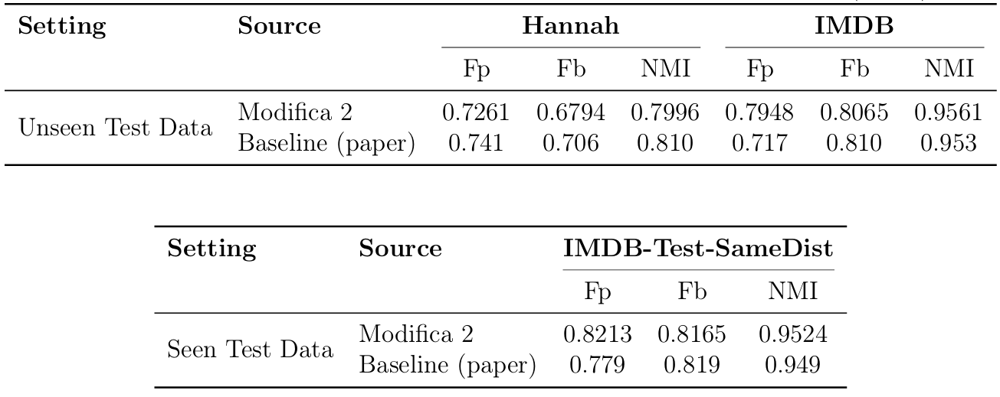 Setting Source Hannah IMDB
Fp Fb NMI Fp Fb NMI
Unseen Test Data
Modifica 2 0.7261 0.6794 0.7996 0.7948 0.8065 0.9561
Baseline (paper) 0.741 0.706 0.810 0.717 0.810 0.953
Setting Source IMDB-Test-SameDist
Fp Fb NMI
Seen Test Data
Modifica 2 0.8213 0.8165 0.9524
Baseline (paper) 0.779 0.819 0.949